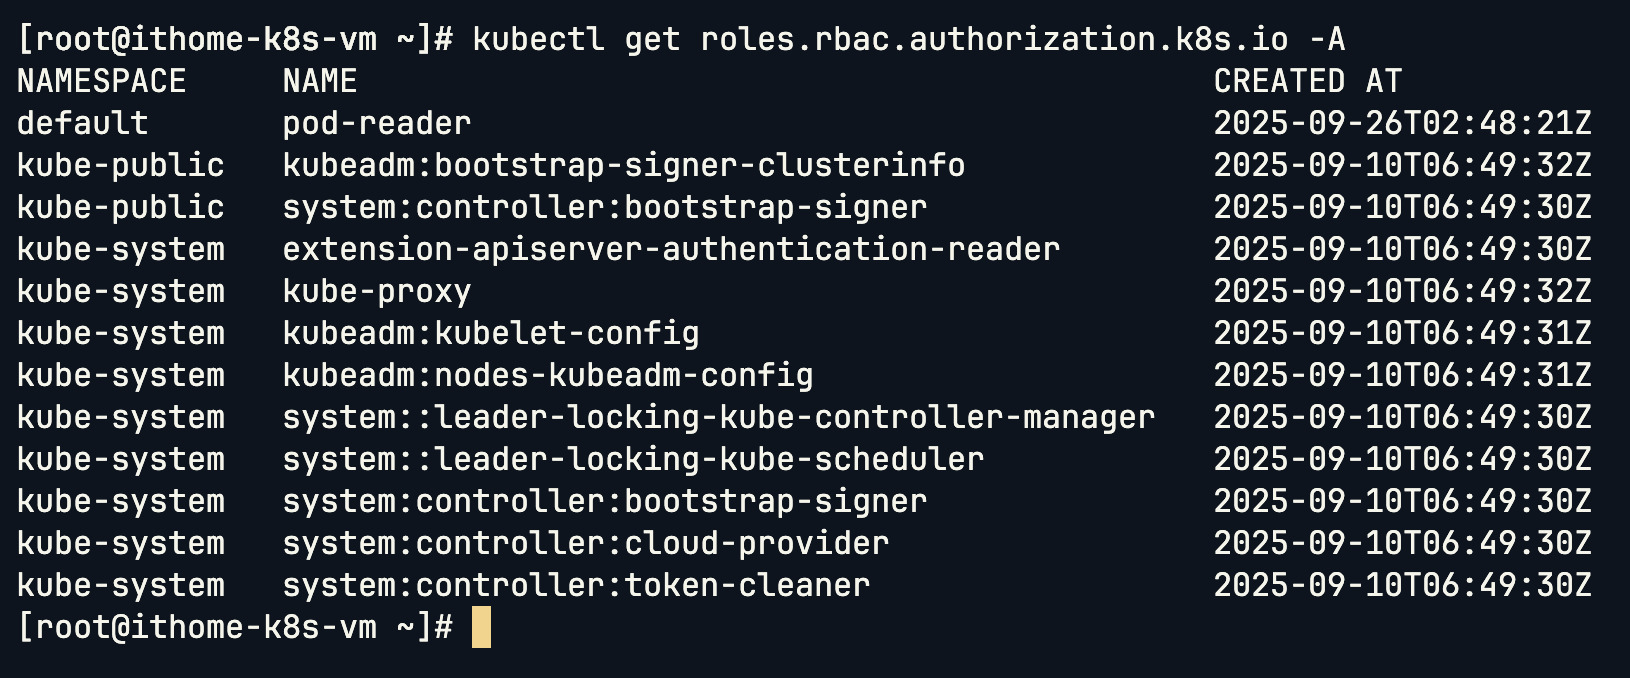 [root@ithome-k8s-vm ~]# kubectl get roles.rbac.authorization.k8s.io -A
NAMESPACE     NAME                                             CREATED AT
default       pod-reader                                       2025-09-26T02:48:21Z
kube-public   kubeadm:bootstrap-signer-clusterinfo             2025-09-10T06:49:32Z
kube-public   system:controller:bootstrap-signer               2025-09-10T06:49:30Z
kube-system   extension-apiserver-authentication-reader        2025-09-10T06:49:30Z
kube-system   kube-proxy                                       2025-09-10T06:49:32Z
kube-system   kubeadm:kubelet-config                           2025-09-10T06:49:31Z
kube-system   kubeadm:nodes-kubeadm-config                     2025-09-10T06:49:31Z
kube-system   system::leader-locking-kube-controller-manager   2025-09-10T06:49:30Z
kube-system   system::leader-locking-kube-scheduler            2025-09-10T06:49:30Z
kube-system   system:controller:bootstrap-signer               2025-09-10T06:49:30Z
kube-system   system:controller:cloud-provider                 2025-09-10T06:49:30Z
kube-system   system:controller:token-cleaner                  2025-09-10T06:49:30Z
[root@ithome-k8s-vm ~]#